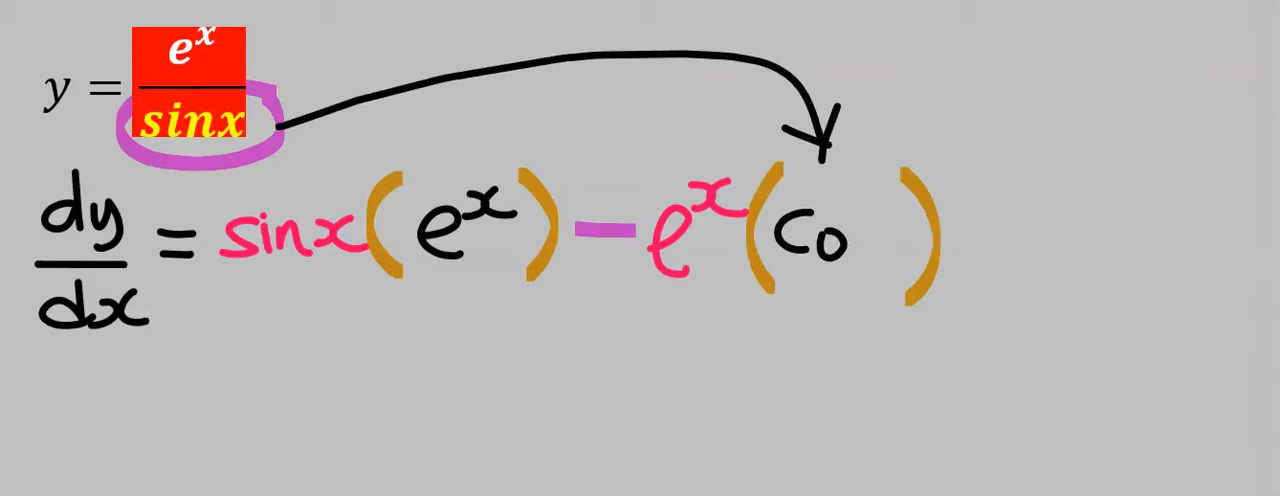 y = e^x / sinx
dy/dx = sinx(e^x) - e^x(co )